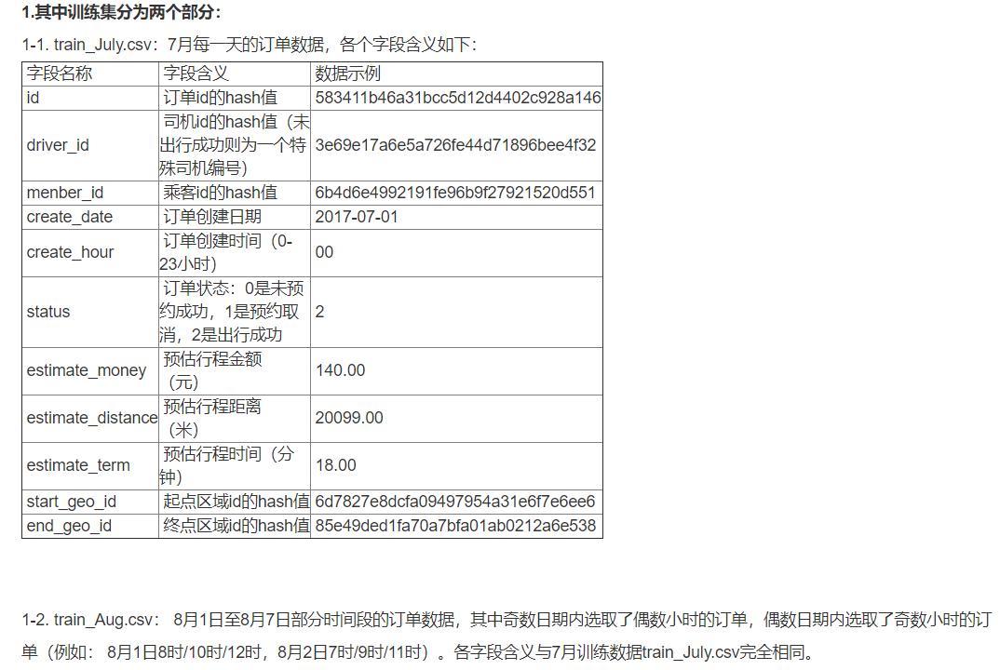 1.其中训练集分为两个部分：
1-1. train_July.csv：7月每一天的订单数据，各个字段含义如下：
字段名称 字段含义 数据示例
id 订单id的hash值 583411b46a31bcc5d12d4402c928a146
driver_id 司机id的hash值（未
出行成功则为一个特 3e69e17a6e5a726fe44d71896bee4f32
殊司机编号）
menber_id 乘客id的hash值 6b4d6e4992191fe96b9f27921520d551
create_date 订单创建日期 2017-07-01
create_hour 订单创建时间（0-
23小时） 00
status 订单状态：0是未预
约成功，1是预约取 2
消，2是出行成功
estimate_money 预估行程金额
（元） 140.00
estimate_distance 预估行程距离
（米） 20099.00
estimate_term 预估行程时间（分
钟） 18.00
start_geo_id 起点区域id的hash值 6d7827e8dcfa09497954a31e6f7e6ee6
end_geo_id 终点区域id的hash值 85e49ded1fa70a7bfa01ab0212a6e538
1-2. train_Aug.csv： 8月1日至8月7日部分时间段的订单数据，其中奇数日期内选取了偶数小时的订单，偶数日期内选取了奇数小时的订
单（例如： 8月1日8时/10时/12时，8月2日7时/9时/11时）。各字段含义与7月训练数据train_July.csv完全相同。